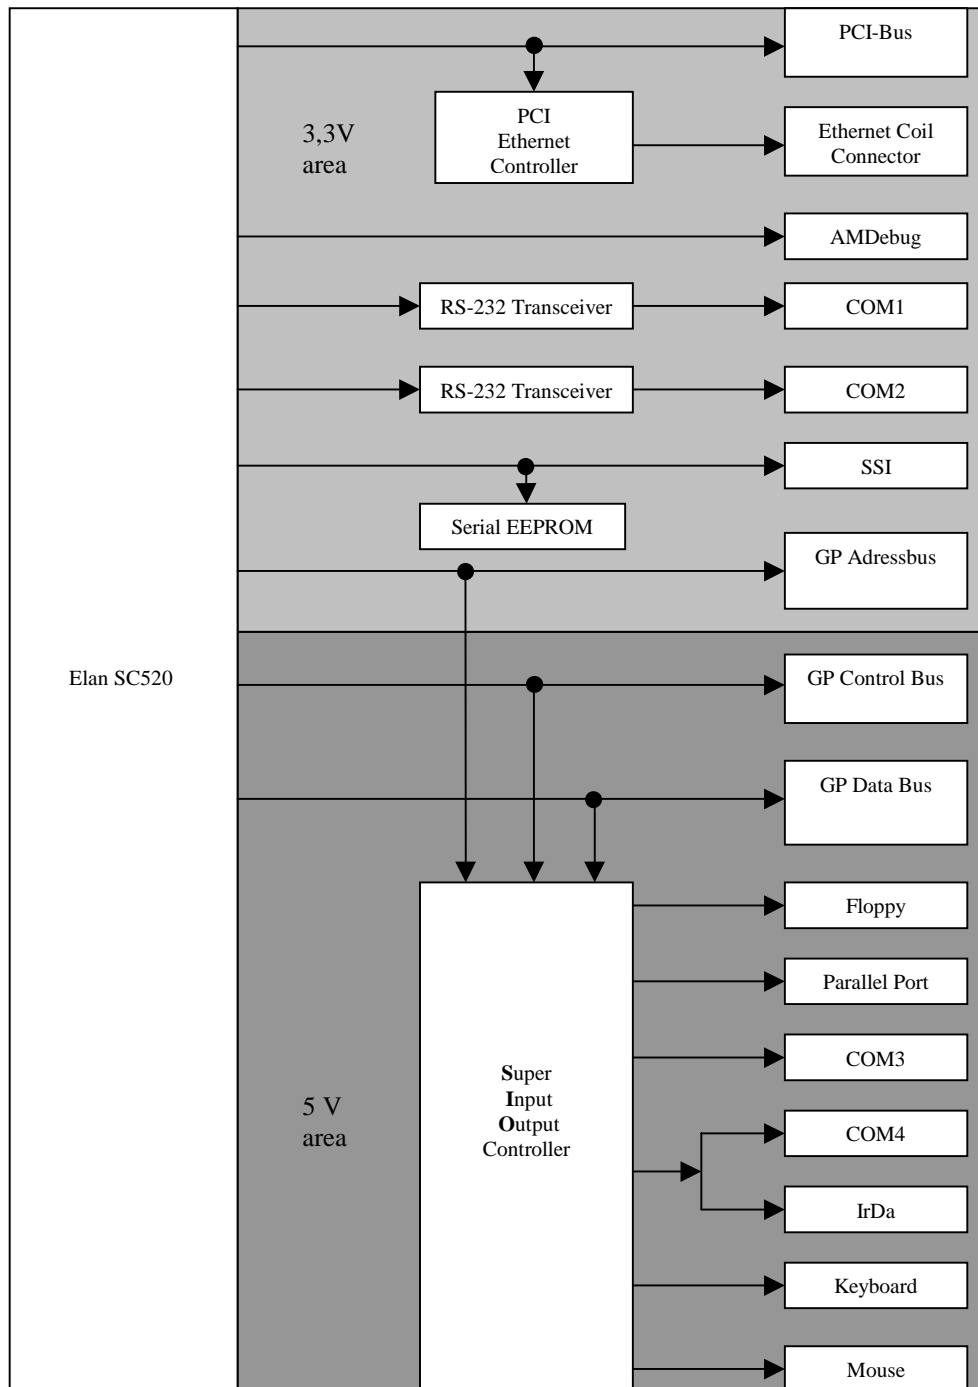 PCI-Bus
PCI
Ethernet
Controller
3,3V
area
Ethernet Coil
Connector
AMDebug
RS-232 Transceiver
COM1
RS-232 Transceiver
COM2
SSI
Serial EEPROM
GP Adressbus
Elan SC520
GP Control Bus
GP Data Bus
Floppy
Parallel Port
Super
Input
Output
Controller
COM3
5 V
area
COM4
IrDa
Keyboard
Mouse